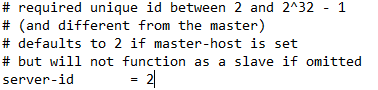 # required unique id between 2 and 2^32 - 1
# (and different from the master)
# defaults to 2 if master-host is set
# but will not function as a slave if omitted
server-id       = 2